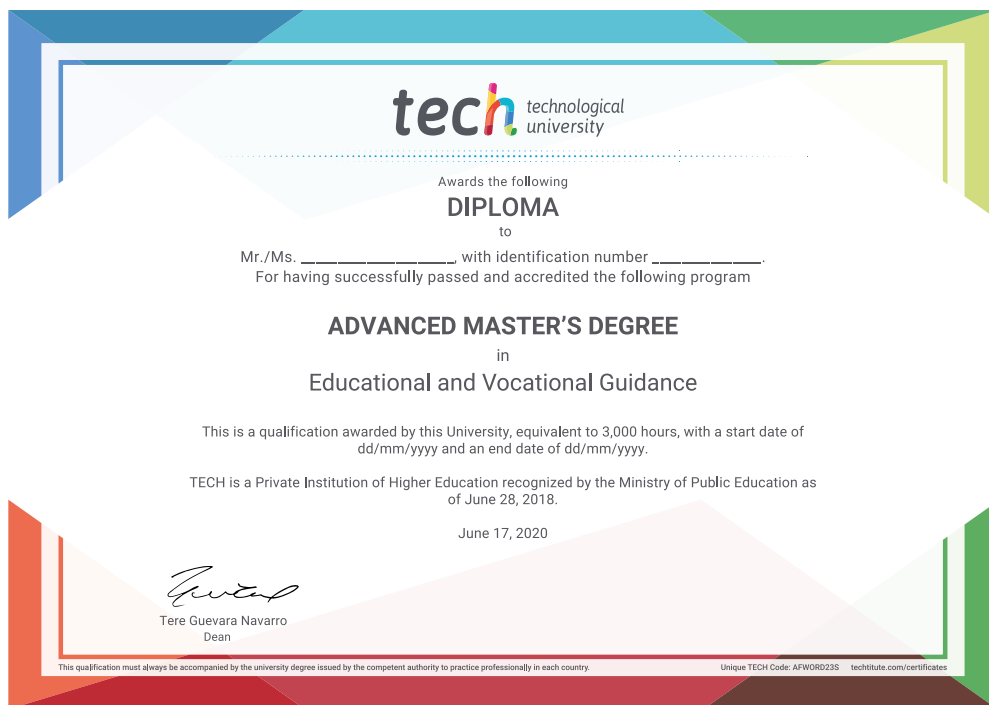 tech technological
university
Awards the following
DIPLOMA
to
Mr./Ms. ____________________, with identification number ______________.
For having successfully passed and accredited the following program
ADVANCED MASTER'S DEGREE
in
Educational and Vocational Guidance
This is a qualification awarded by this University, equivalent to 3,000 hours, with a start date of
dd/mm/yyyy and an end date of dd/mm/yyyy.
TECH is a Private Institution of Higher Education recognized by the Ministry of Public Education as
of June 28, 2018.
June 17, 2020
Tere Guevara Navarro
Dean
This qualification must always be accompanied by the university degree issued by the competent authority to practice professionally in each country. Unique TECH Code: AFWORD23S techtitute.com/certificates